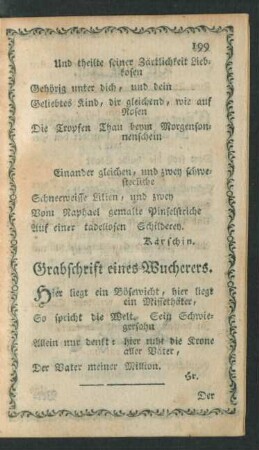 199
Und theilte seiner Zärtlichkeit Lieb-
kosen
Gehörig unter dich, und dein
Geliebtes Kind, dir gleichend, wie auf
Rosen
Die Tropfen Thau beym Morgenson-
nenschein
Einander gleichen, und zwey schwe-
sterliche
Schneeweisse Lilien, und zwey
Vom Raphael gemalte Pinselstriche
Auf einer tadellosen Schilderey.
Karschin.
Grabschrift eines Wucherers.
Hier liegt ein Bösewicht, hier liegt
ein Missethäter,
So spricht die Welt. Sein Schwie-
gersohn
Allein nur denkt: hier ruht die Krone
aller Väter,
Der Vater meiner Million.
Hr.
Der